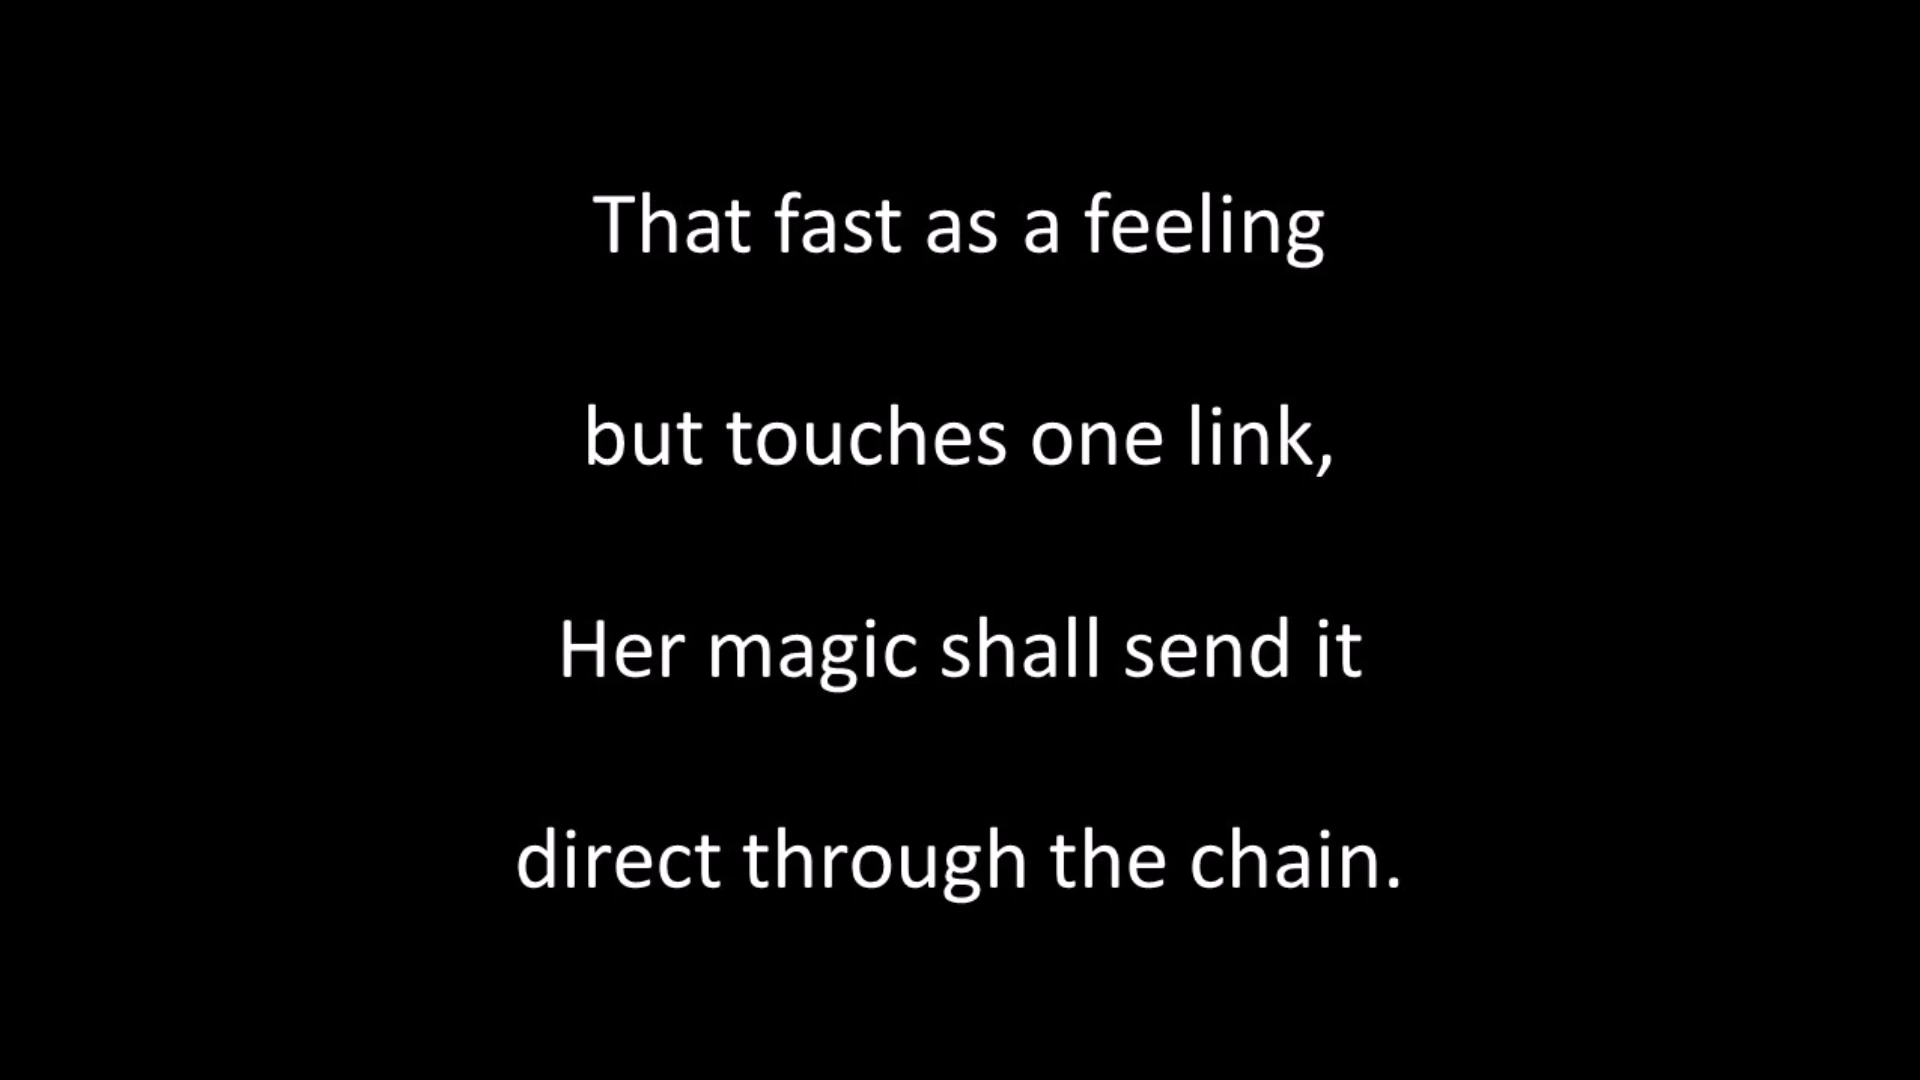 That fast as a feeling
but touches one link,
Her magic shall send it
direct through the chain.